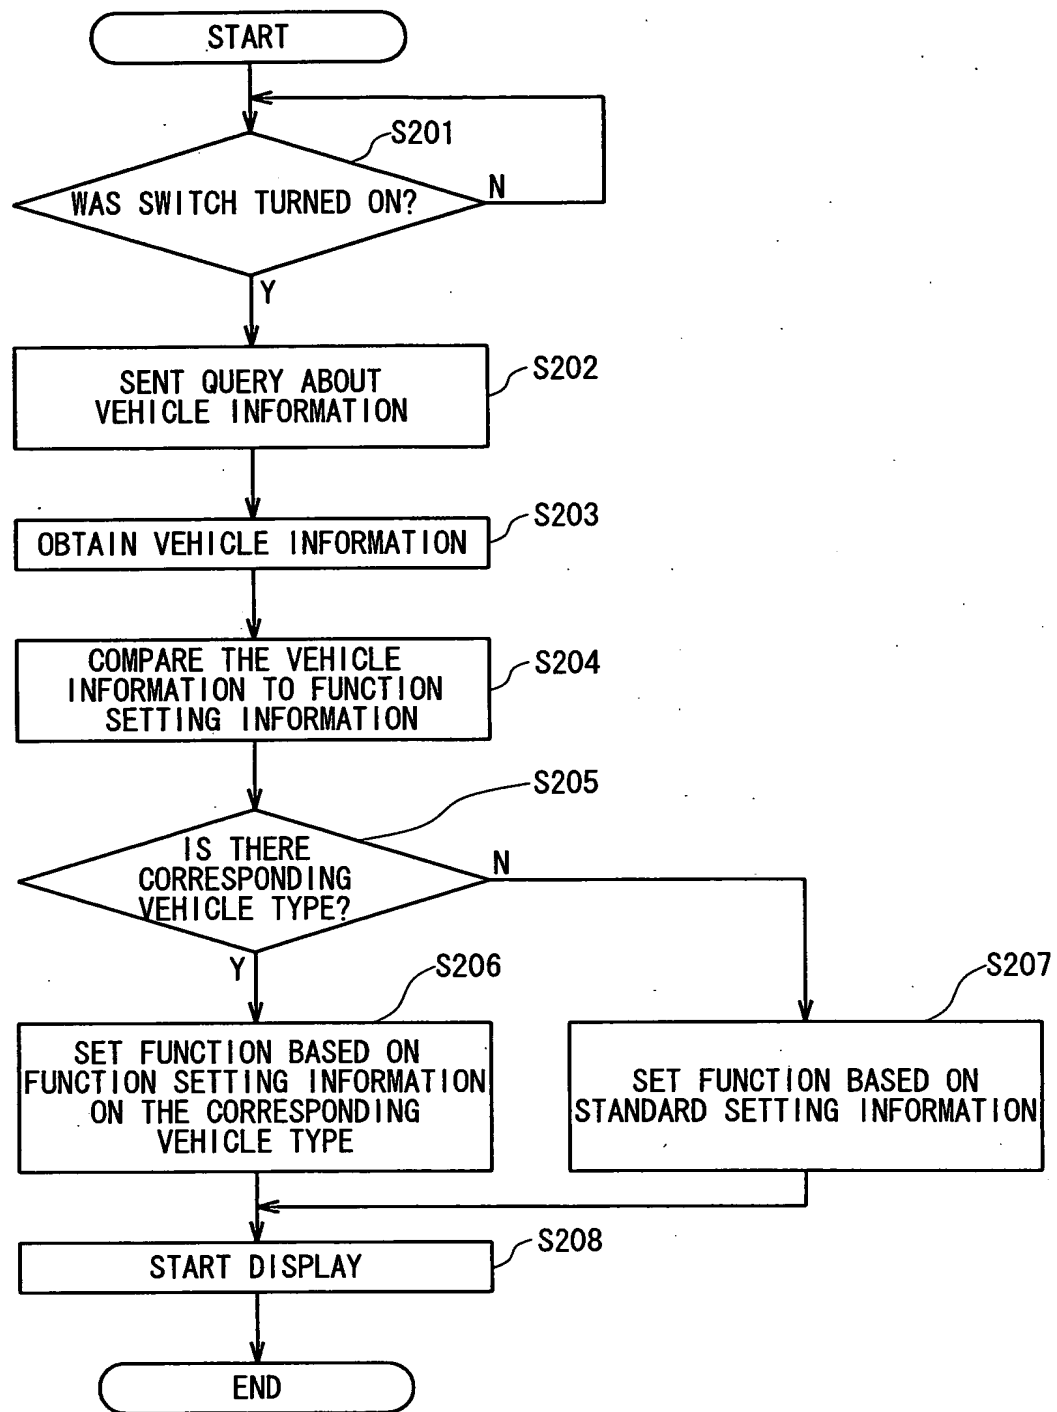 START
S201
WAS SWITCH TURNED ON?
N
Y
S202
SENT QUERY ABOUT
VEHICLE INFORMATION
S203
OBTAIN VEHICLE INFORMATION
S204
COMPARE THE VEHICLE
INFORMATION TO FUNCTION
SETTING INFORMATION
S205
IS THERE
CORRESPONDING
VEHICLE TYPE?
N
Y
S206
SET FUNCTION BASED ON
FUNCTION SETTING INFORMATION
ON THE CORRESPONDING
VEHICLE TYPE
S207
SET FUNCTION BASED ON
STANDARD SETTING INFORMATION
S208
START DISPLAY
END